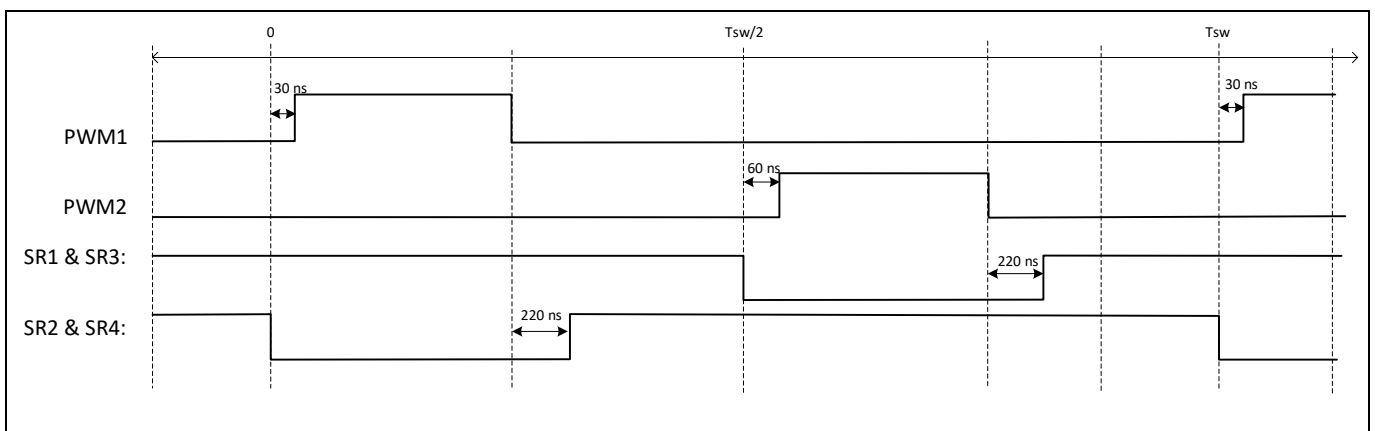 0 Tsw/2 Tsw
30 ns 30 ns
PWM1
60 ns
PWM2
SR1 & SR3:
220 ns
SR2 & SR4:
220 ns